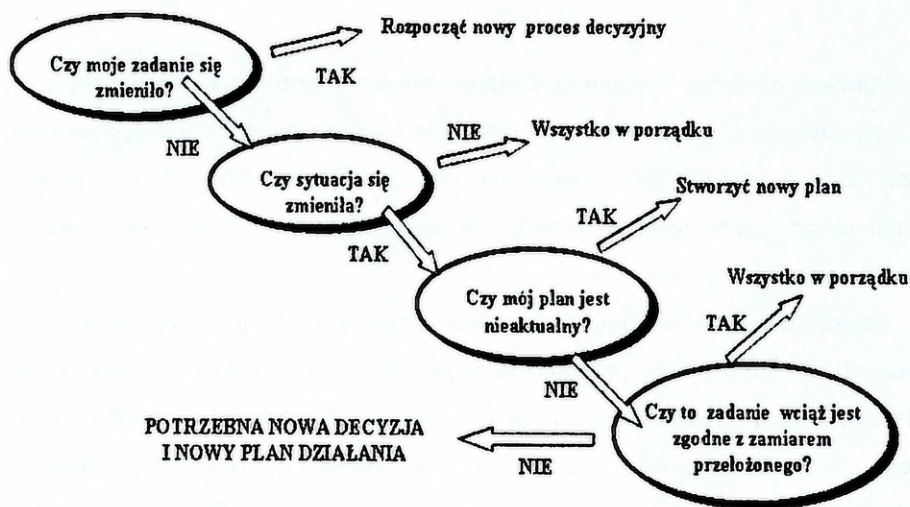 Rozpocząć nowy proces decyzyjny
Czy moje zadanie się
zmieniło?
TAK
NIE
NIE
Wszystko w porządku
Czy sytuacja się
zmieniła?
TAK
Stworzyć nowy plan
TAK
Czy mój plan jest
nieaktualny?
Wszystko w porządku
TAK
NIE
Czy to zadanie wciąż jest
zgodne z zamiarem
przełożonego?
NIE
POTRZEBNA NOWA DECYZJA
I NOWY PLAN DZIAŁANIA